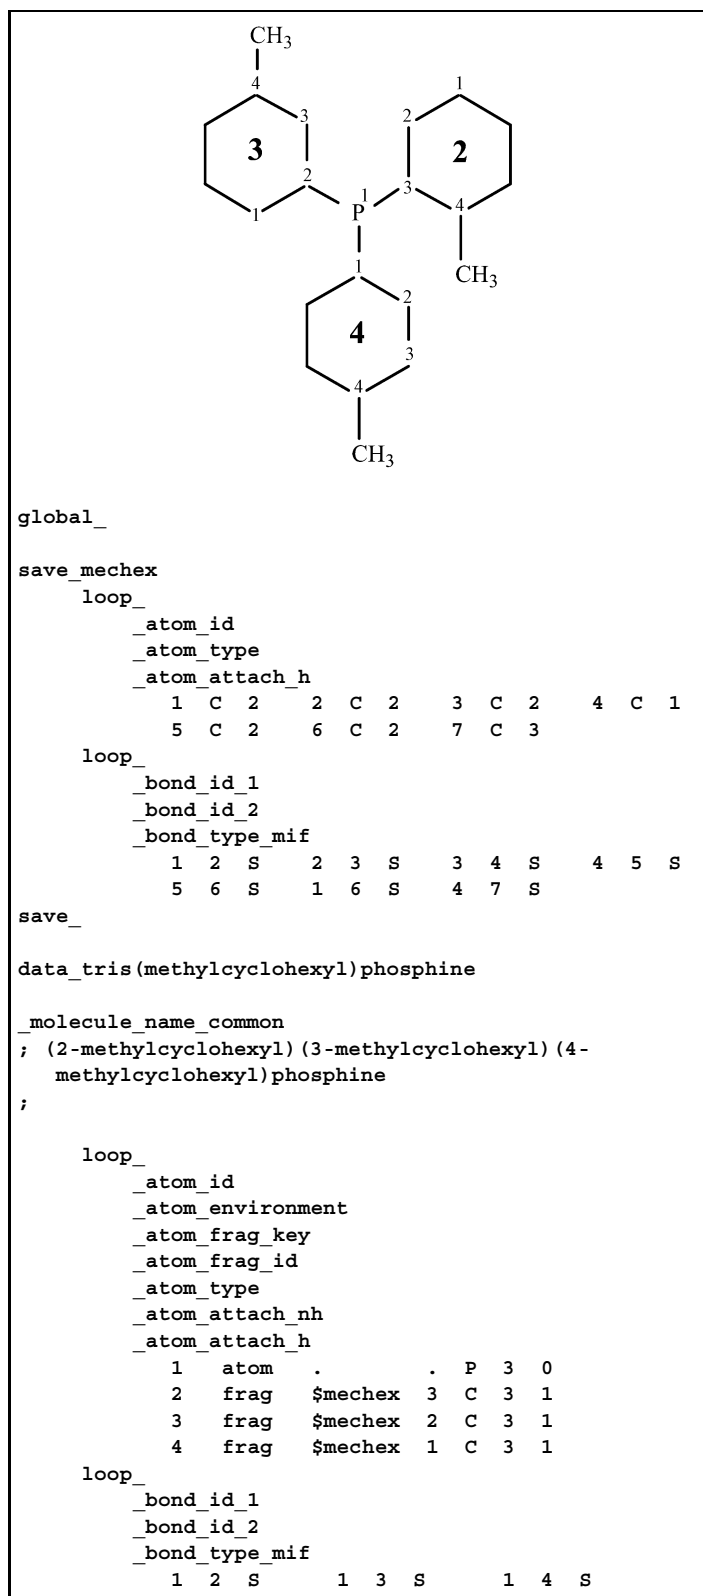 CH3
4
3
3
2
1
1
2
2
3
4
P
1
CH3
1
2
4
3
4
CH3
global_
save_mechex
loop_
_atom_id
_atom_type
_atom_attach_h
1 C 2 2 C 2 3 C 2 4 C 1
5 C 2 6 C 2 7 C 3
loop_
_bond_id_1
_bond_id_2
_bond_type_mif
1 2 S 2 3 S 3 4 S 4 5 S
5 6 S 1 6 S 4 7 S
save_
data_tris(methylcyclohexyl)phosphine
_molecule_name_common
; (2-methylcyclohexyl)(3-methylcyclohexyl)(4-
methylcyclohexyl)phosphine
;
loop_
_atom_id
_atom_environment
_atom_frag_key
_atom_frag_id
_atom_type
_atom_attach_nh
_atom_attach_h
1 atom . . P 3 0
2 frag $mechex 3 C 3 1
3 frag $mechex 2 C 3 1
4 frag $mechex 1 C 3 1
loop_
_bond_id_1
_bond_id_2
_bond_type_mif
1 2 S 1 3 S 1 4 S